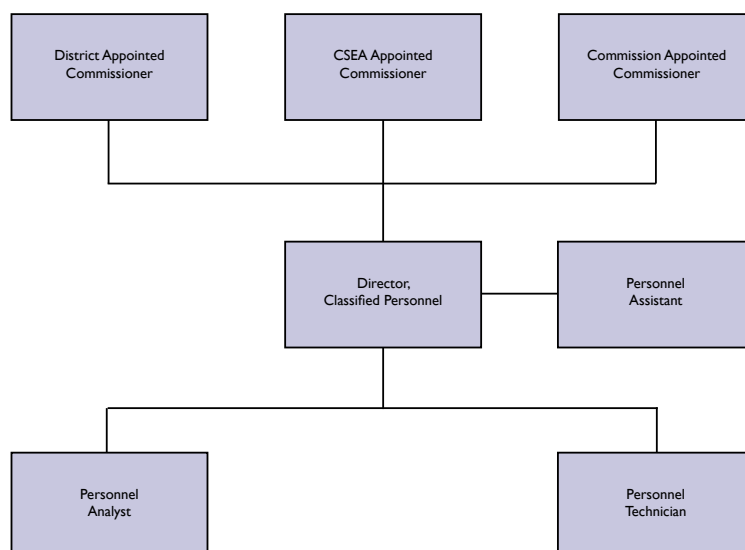 District Appointed
Commissioner
CSEA Appointed
Commissioner
Commission Appointed
Commissioner
Director,
Classified Personnel
Personnel
Assistant
Personnel
Analyst
Personnel
Technician